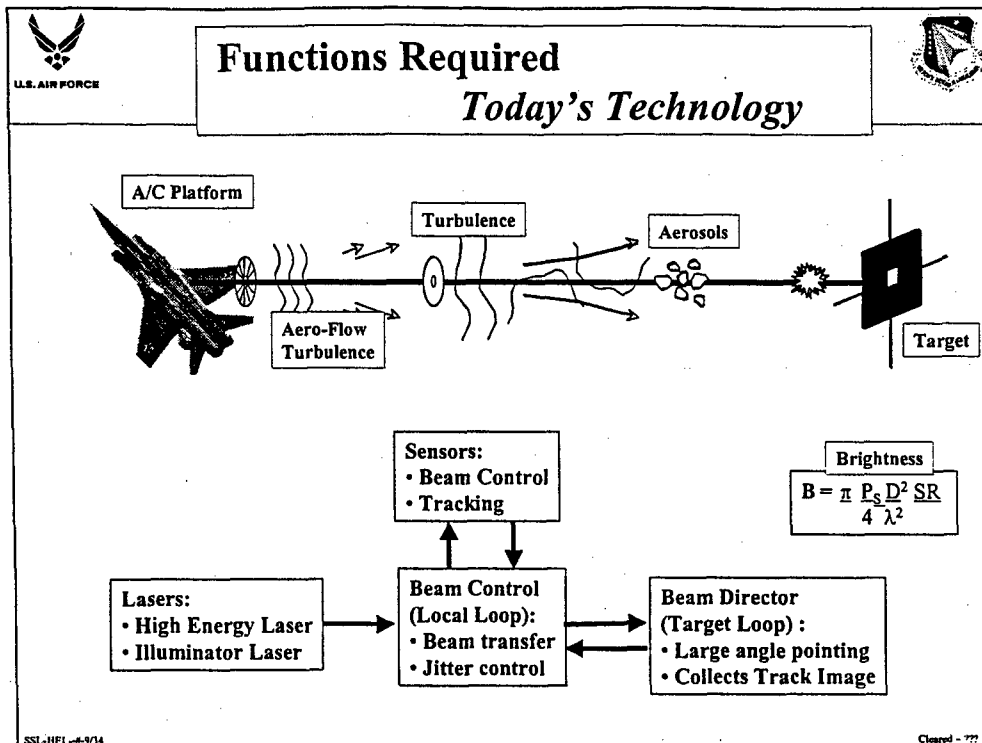 U.S. AIR FORCE
Functions Required
Today's Technology
A/C Platform
Turbulence
Aerosols
Aero-Flow
Turbulence
Target
Sensors:
• Beam Control
• Tracking
Brightness
B = π P_S D² SR
4 λ²
Lasers:
• High Energy Laser
• Illuminator Laser
Beam Control
(Local Loop):
• Beam transfer
• Jitter control
Beam Director
(Target Loop) :
• Large angle pointing
• Collects Track Image
Cleared - ???